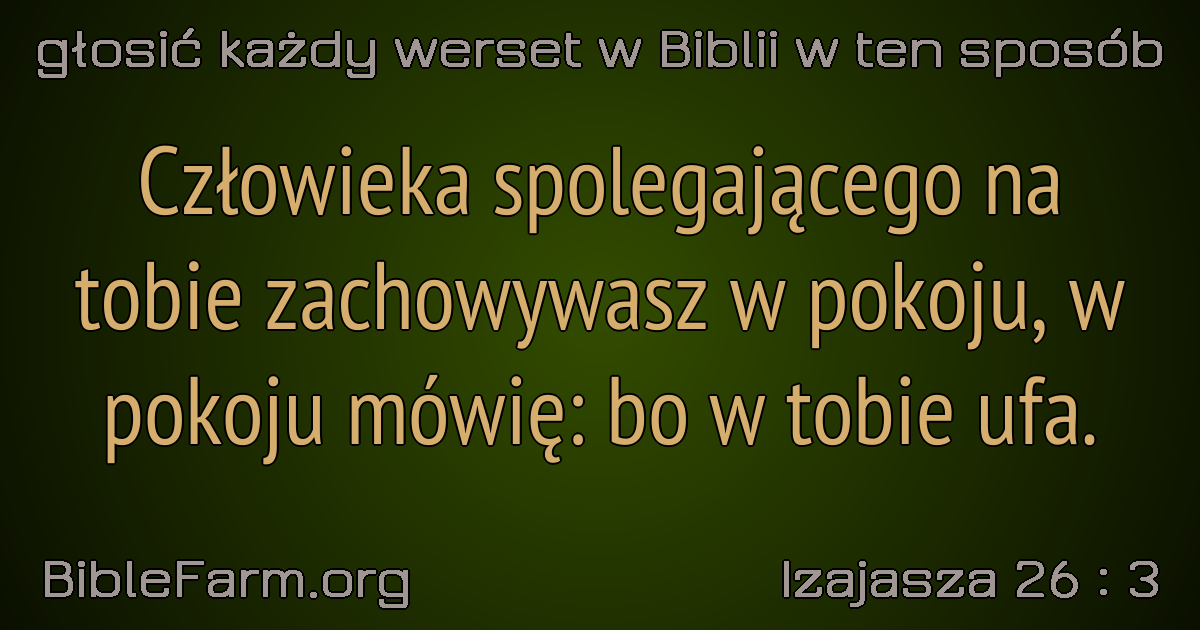 głosić każdy werset w Biblii w ten sposób
Człowieka spolegającego na
tobie zachowywasz w pokoju, w
pokoju mówię: bo w tobie ufa.
BibleFarm.org
Izajasza 26 : 3